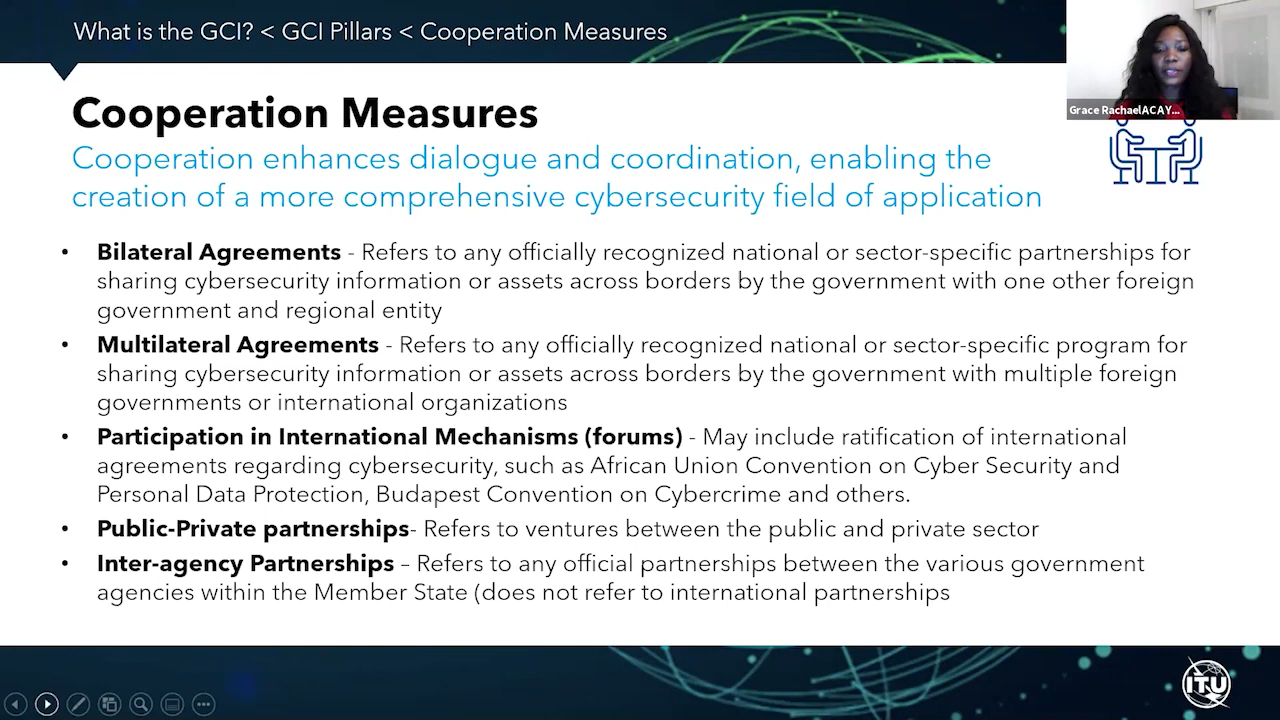 What is the GCI? < GCI Pillars < Cooperation Measures
Grace RachaelACAY...
Cooperation Measures
Cooperation enhances dialogue and coordination, enabling the
creation of a more comprehensive cybersecurity field of application
• Bilateral Agreements - Refers to any officially recognized national or sector-specific partnerships for
sharing cybersecurity information or assets across borders by the government with one other foreign
government and regional entity
• Multilateral Agreements - Refers to any officially recognized national or sector-specific program for
sharing cybersecurity information or assets across borders by the government with multiple foreign
governments or international organizations
• Participation in International Mechanisms (forums) - May include ratification of international
agreements regarding cybersecurity, such as African Union Convention on Cyber Security and
Personal Data Protection, Budapest Convention on Cybercrime and others.
• Public-Private partnerships- Refers to ventures between the public and private sector
• Inter-agency Partnerships – Refers to any official partnerships between the various government
agencies within the Member State (does not refer to international partnerships
ITU